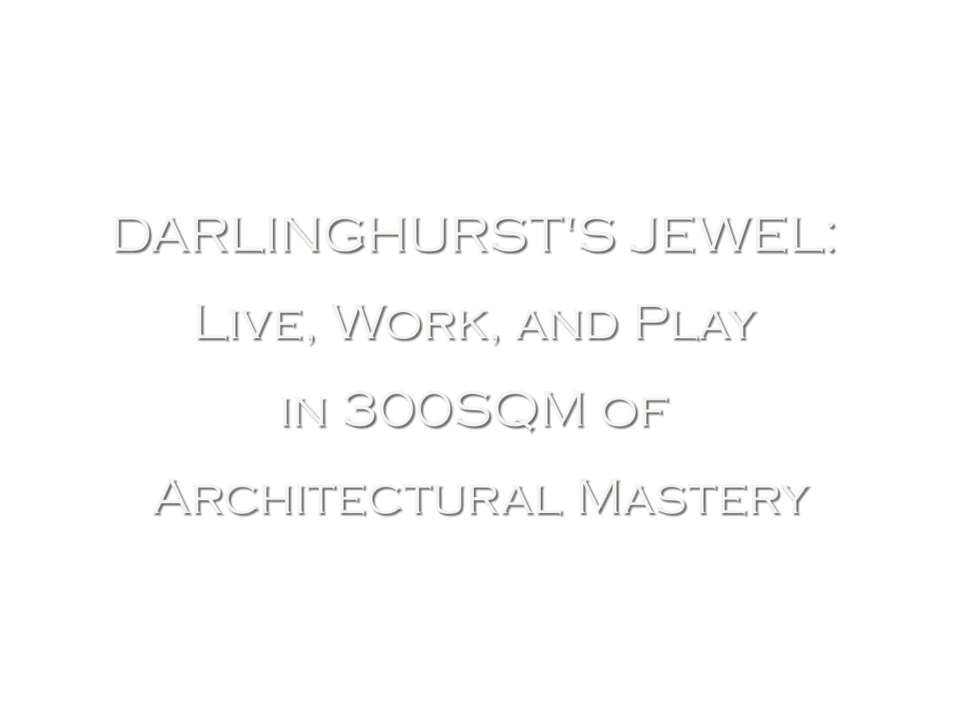 DARLINGHURST'S JEWEL:
Live, Work, and Play
in 300SQM of
Architectural Mastery